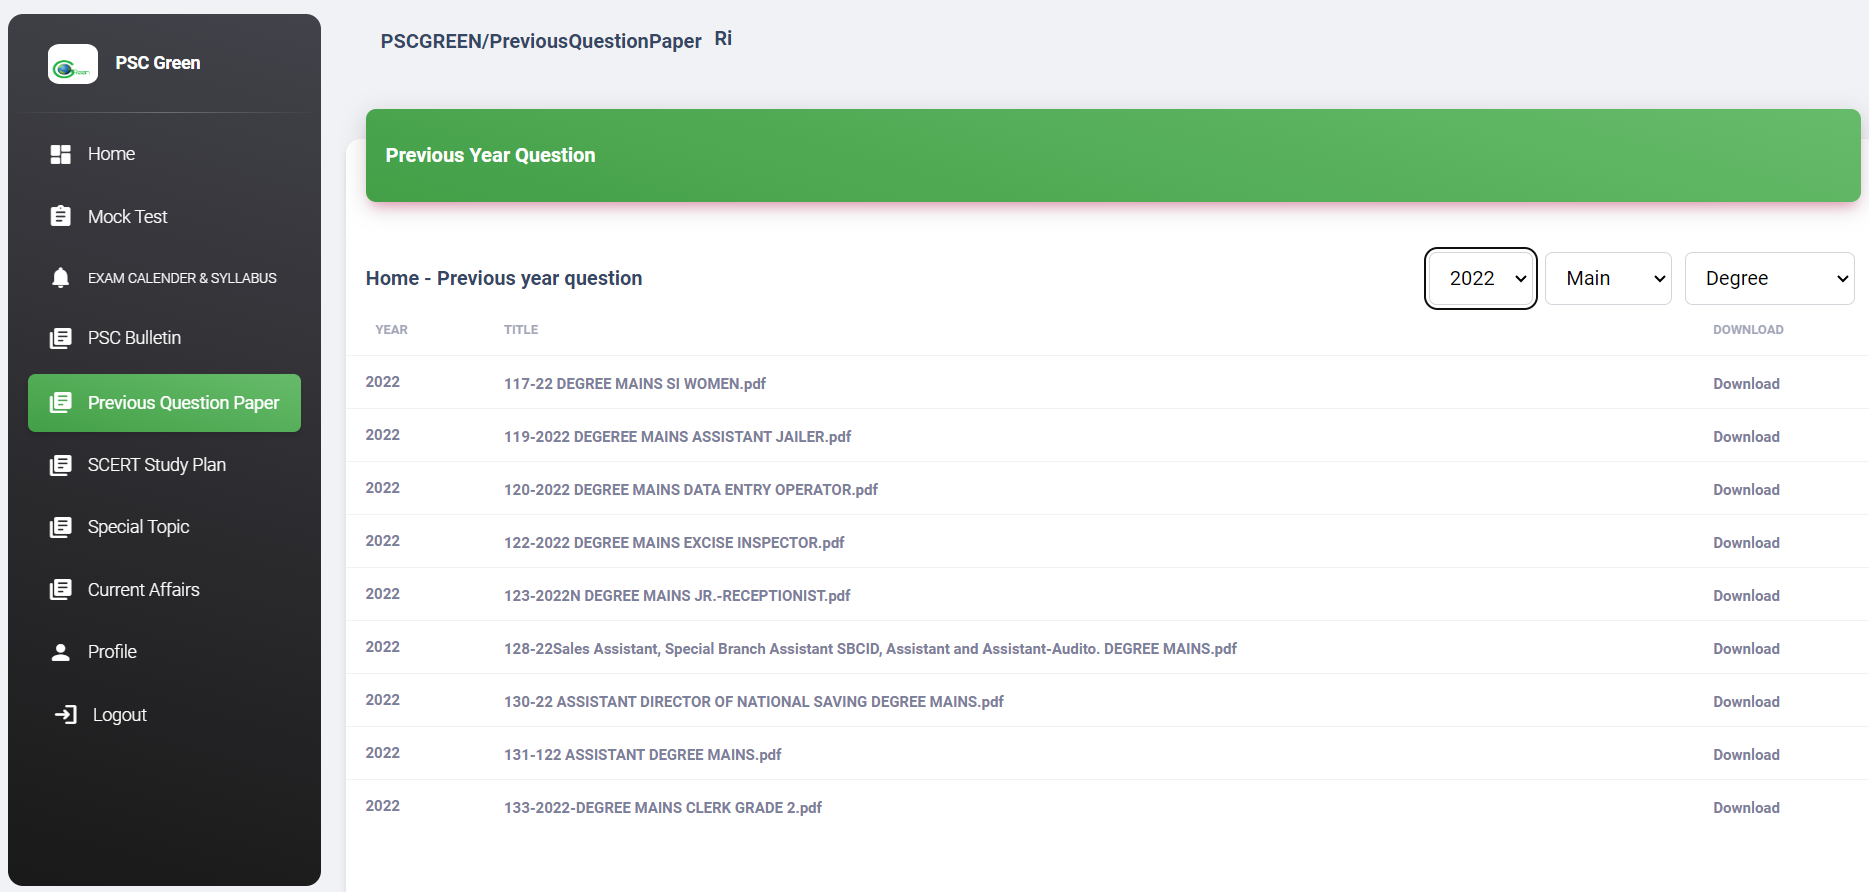 PSC Green
Home
Mock Test
EXAM CALENDER & SYLLABUS
PSC Bulletin
Previous Question Paper
SCERT Study Plan
Special Topic
Current Affairs
Profile
Logout
PSCGREEN/PreviousQuestionPaper Ri
Previous Year Question
Home - Previous year question 2022 Main Degree
YEAR TITLE DOWNLOAD
2022 117-22 DEGREE MAINS SI WOMEN.pdf Download
2022 119-2022 DEGEREE MAINS ASSISTANT JAILER.pdf Download
2022 120-2022 DEGREE MAINS DATA ENTRY OPERATOR.pdf Download
2022 122-2022 DEGREE MAINS EXCISE INSPECTOR.pdf Download
2022 123-2022N DEGREE MAINS JR.-RECEPTIONIST.pdf Download
2022 128-22Sales Assistant, Special Branch Assistant SBCID, Assistant and Assistant-Audito. DEGREE MAINS.pdf Download
2022 130-22 ASSISTANT DIRECTOR OF NATIONAL SAVING DEGREE MAINS.pdf Download
2022 131-122 ASSISTANT DEGREE MAINS.pdf Download
2022 133-2022-DEGREE MAINS CLERK GRADE 2.pdf Download